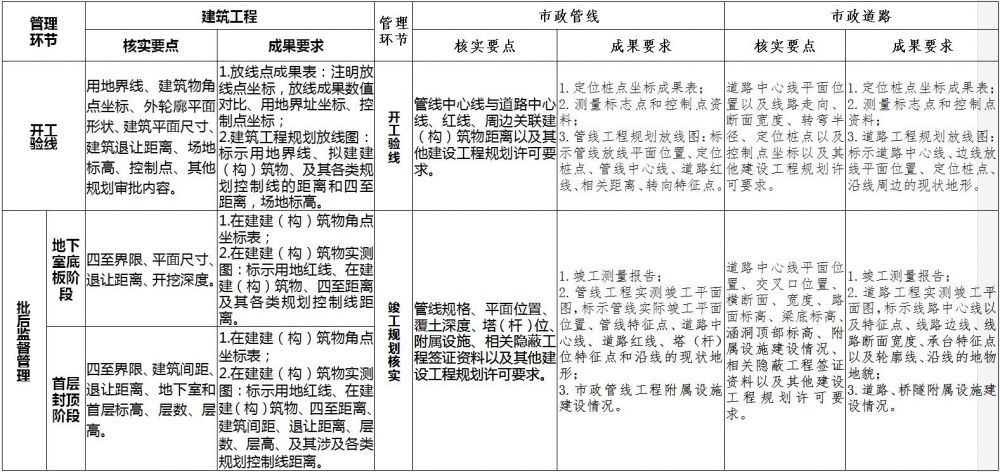 管理
环节
建筑工程
核实要点
成果要求
管理
环节
市政管线
核实要点
成果要求
市政道路
核实要点
成果要求
开工
验线
用地界线、建筑物角
点坐标、外轮廓平面
形状、建筑平面尺寸、
建筑退让距离、场地
标高、控制点、其他
规划审批内容。
1.放线点成果表：注明放
线点坐标，放线成果数值
对比、用地界址坐标、控
制点坐标；
2.建筑工程规划放线图：
标示用地界线、拟建建
（构）筑物、及其各类规
划控制线的距离和四至
距离，场地标高。
开工验线
管线中心线与道路中心
线、红线、周边关联建
（构）筑物距离以及其
他建设工程规划许可要
求。
1. 定位桩点坐标成果表；
2. 测量标志点和控制点资
料；
3. 管线工程规划放线图：标
示管线放线平面位置、定位
桩点、管线中心线、道路红
线、相关距离、转向特征点。
道路中心线平面位
置以及线路走向、
断面宽度、转弯半
径、定位桩点以及
控制点坐标以及其
他建设工程规划许
可要求。
1. 定位桩点坐标成果表；
2. 测量标志点和控制点
资料；
3. 道路工程规划放线图：
标示道路中心线、边线放
线平面位置、定位桩点、
沿线周边的现状地形。
批后监督管理
地下
室底
板阶
段
四至界限、平面尺寸、
退让距离、开挖深度。
1.在建建（构）筑物角点
坐标表；
2.在建建（构）筑物实测
图：标示用地红线、在建
建（构）筑物、四至距离
及其各类规划控制线距
离。
首层
封顶
阶段
四至界限、建筑间距、
退让距离、地下室和
首层标高、层数、层
高。
1.在建建（构）筑物角点
坐标表；
2.在建建（构）筑物实测
图：标示用地红线、在建
建（构）筑物、四至距离、
建筑间距、退让距离、层
数、层高、及其涉及各类
规划控制线距离。
竣工规划核实
管线规格、平面位置、
覆土深度、塔（杆）位、
附属设施、相关隐蔽工
程签证资料以及其他建
设工程规划许可要求。
1. 竣工测量报告；
2. 管线工程实测竣工平面
图，标示管线实际竣工平面
位置、管线特征点、道路中
心线、道路红线、塔（杆）
位特征点和沿线的现状地
形；
3. 市政管线工程附属设施
建设情况。
道路中心线平面位
置、交叉口位置、
横断面、宽度、路
面标高、梁底标高、
涵洞顶部标高、附
属设施建设情况、
相关隐蔽工程签证
资料以及其他建设
工程规划许可要
求。
1. 竣工测量报告；
2. 道路工程实测竣工平面
图，标示线路中心线以
及特征点、线路边线、线
路断面宽度、承台特征点
以及轮廓线、沿线的地物
地貌；
3. 道路、桥隧附属设施建
设情况。